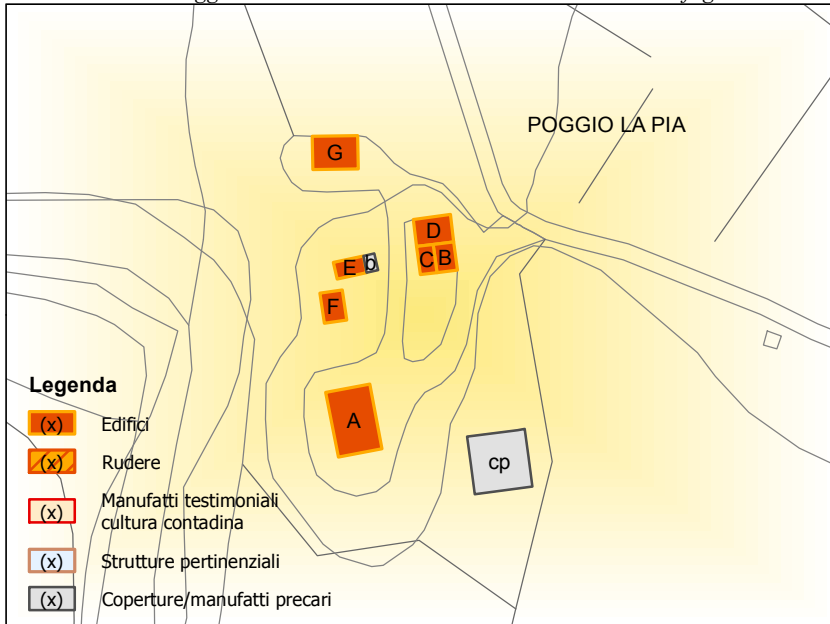 POGGIO LA PIA
G
D
C B
E b
F
A
cp
Legenda
(x) Edifici
(x) Rudere
(x) Manufatti testimoniali
cultura contadina
(x) Strutture pertinenziali
(x) Coperture/manufatti precari